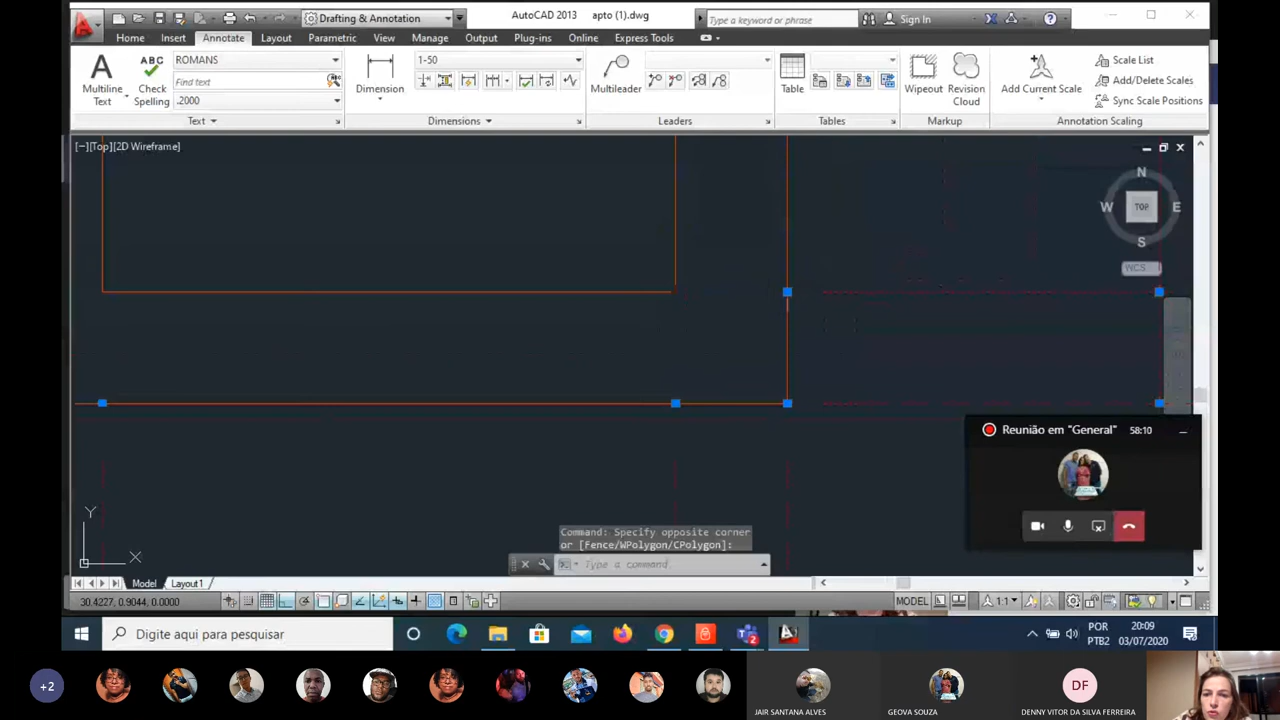 Drafting & Annotation
AutoCAD 2013 apto (1).dwg
Type a keyword or phrase
Sign In
Home Insert Annotate Layout Parametric View Manage Output Plug-ins Online Express Tools
Multiline Text
ABC Check Spelling
ROMANS
Find text
.2000
Text
Dimension
1-50
Dimensions
Multileader
Leaders
Table
Tables
Wipeout
Revision Cloud
Markup
Add Current Scale
Scale List
Add/Delete Scales
Sync Scale Positions
Annotation Scaling
[−][Top][2D Wireframe]
N
W TOP E
S
WCS
Reunião em "General" 58:10
Y
X
Command: Specify opposite corner
or [Fence/WPolygon/CPolygon]:
Type a command
Model Layout1
30.4227, 0.9044, 0.0000
MODEL
1:1
Digite aqui para pesquisar
POR
PTB2
20:09
03/07/2020
+2
DF
JAIR SANTANA ALVES
GEOVA SOUZA
DENNY VITOR DA SILVA FERREIRA